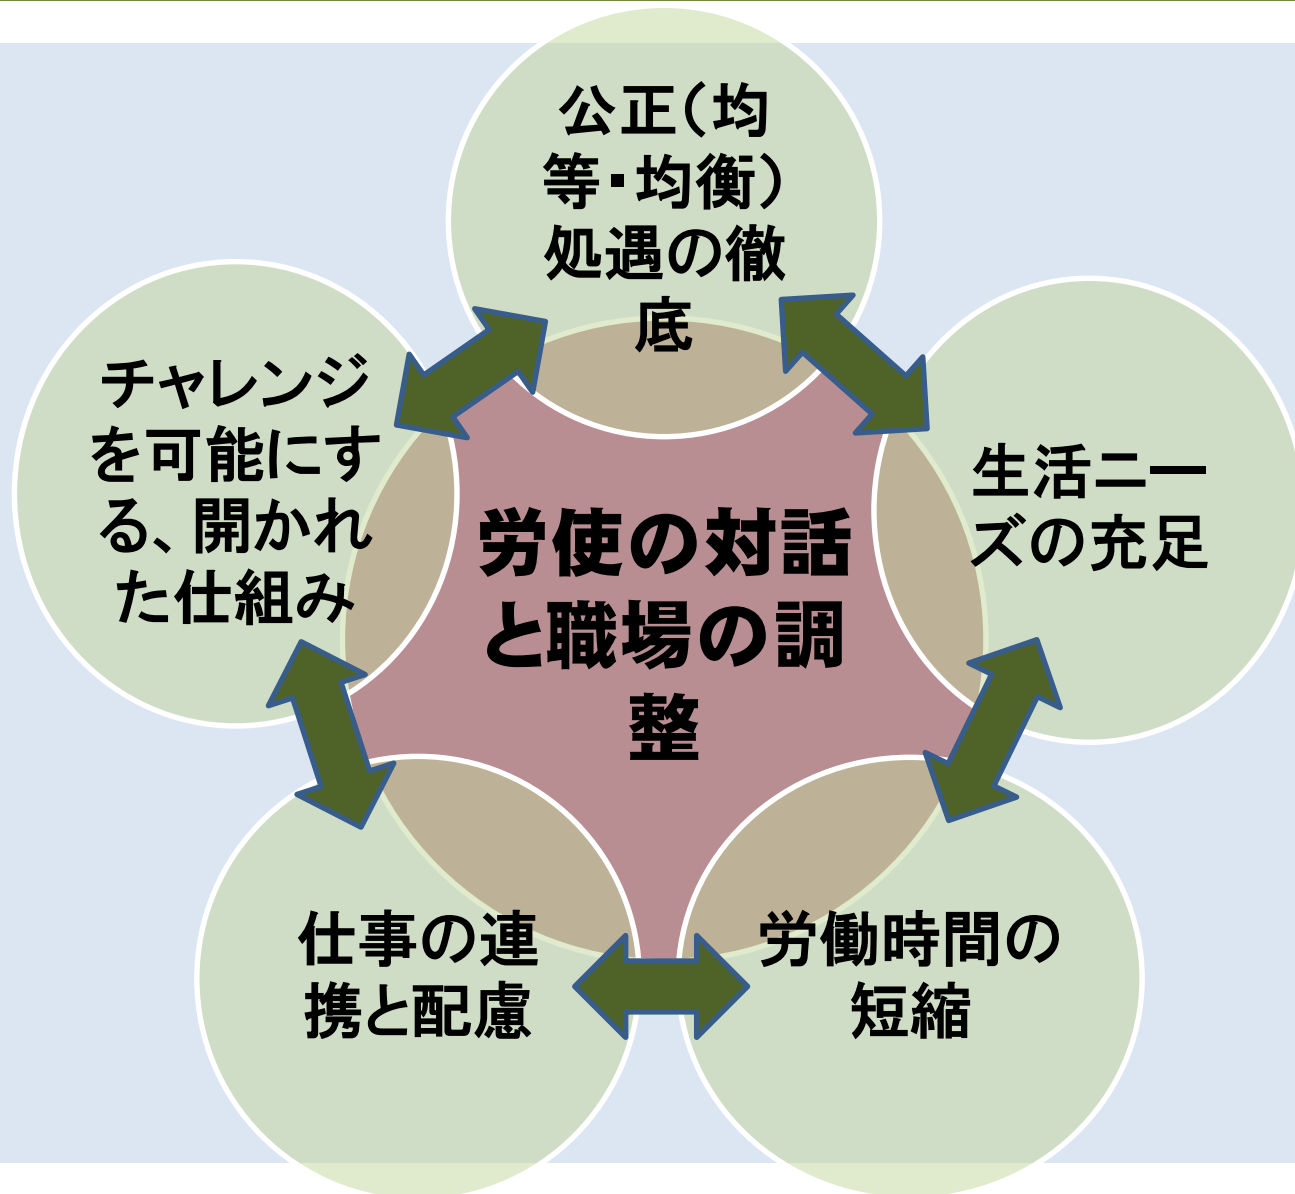 公正（均
等・均衡）
処遇の徹
底
チャレンジ
を可能にす
る、開かれ
た仕組み
生活ニー
ズの充足
労使の対話
と職場の調
整
仕事の連
携と配慮
労働時間の
短縮